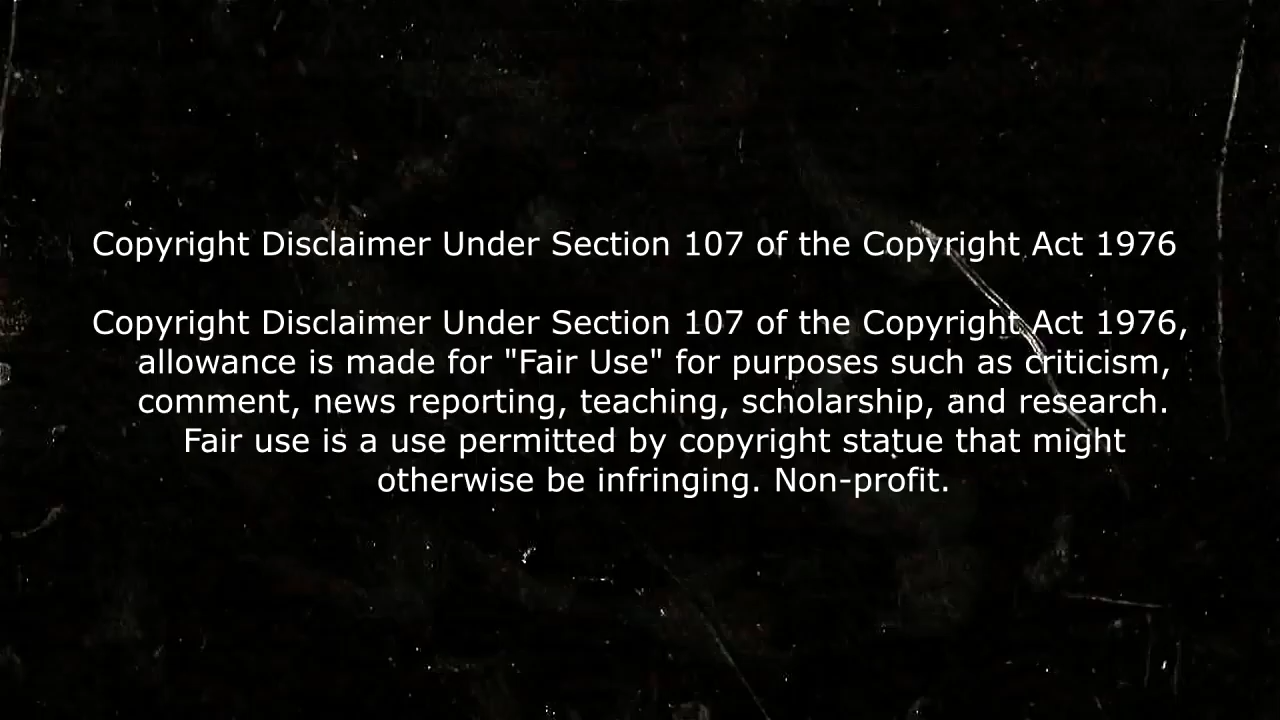 Copyright Disclaimer Under Section 107 of the Copyright Act 1976
Copyright Disclaimer Under Section 107 of the Copyright Act 1976,
allowance is made for "Fair Use" for purposes such as criticism,
comment, news reporting, teaching, scholarship, and research.
Fair use is a use permitted by copyright statue that might
otherwise be infringing. Non-profit.